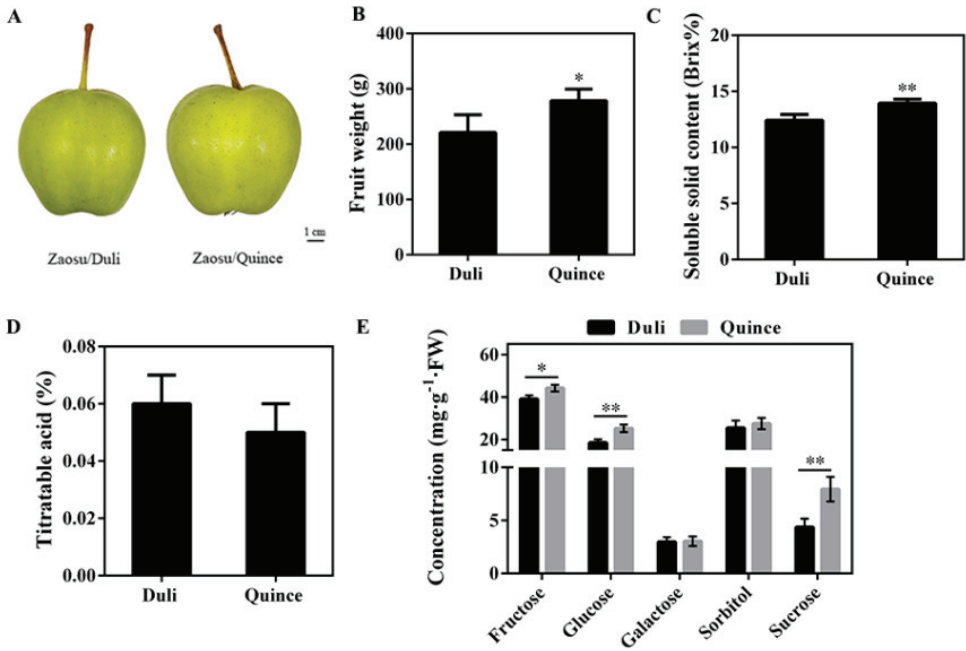 A
Zaosu/Duli
Zaosu/Quince
1 cm
B
Fruit weight (g)
400
300
200
100
0
*
Duli
Quince
C
Soluble solid content (Brix%)
20
15
10
5
0
**
Duli
Quince
D
Titratable acid (%)
0.08
0.06
0.04
0.02
0.00
Duli
Quince
E
Duli
Quince
Concentration (mg·g⁻¹·FW)
60
40
20
10
5
0
*
**
**
Fructose
Glucose
Galactose
Sorbitol
Sucrose